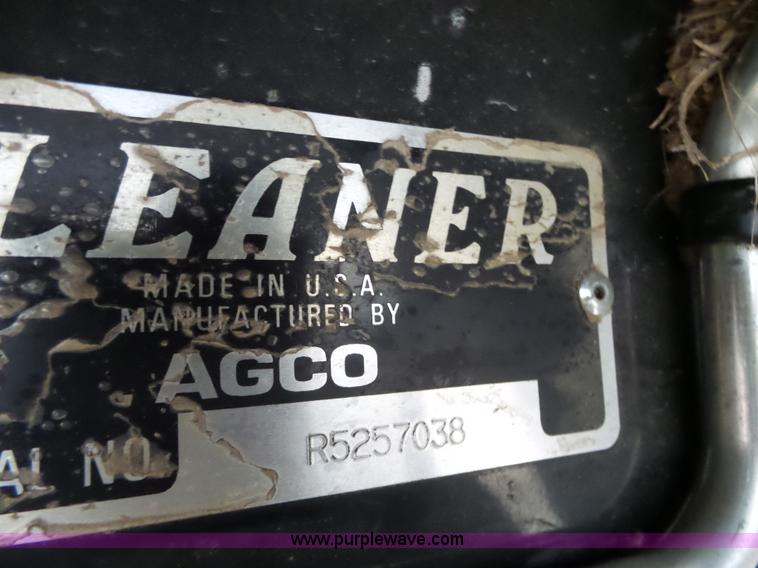 LEANER
MADE IN U.S.A.
MANUFACTURED BY
AGCO
AL NO
R5257038
www.purplewave.com